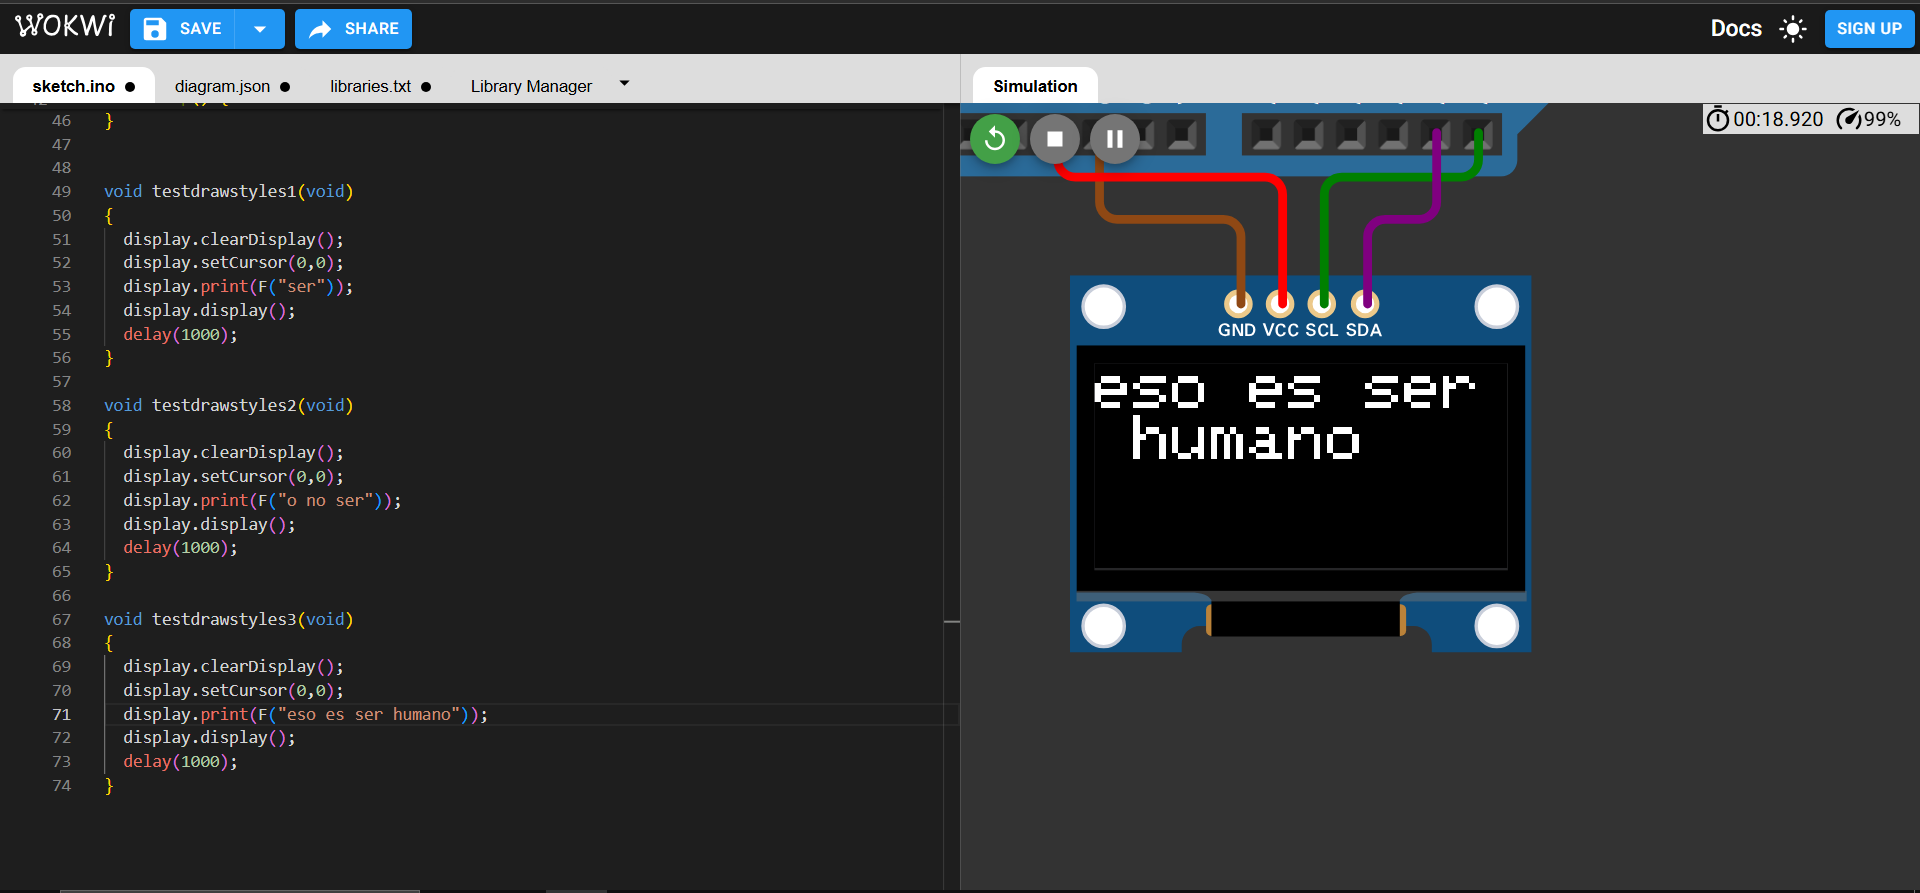 WOKWi
SAVE
SHARE
Docs
SIGN UP
sketch.ino
diagram.json
libraries.txt
Library Manager
Simulation
46 }
47
48
49 void testdrawstyles1(void)
50 {
51 display.clearDisplay();
52 display.setCursor(0,0);
53 display.print(F("ser"));
54 display.display();
55 delay(1000);
56 }
57
58 void testdrawstyles2(void)
59 {
60 display.clearDisplay();
61 display.setCursor(0,0);
62 display.print(F("o no ser"));
63 display.display();
64 delay(1000);
65 }
66
67 void testdrawstyles3(void)
68 {
69 display.clearDisplay();
70 display.setCursor(0,0);
71 display.print(F("eso es ser humano"));
72 display.display();
73 delay(1000);
74 }
00:18.920 99%
GND VCC SCL SDA
eso es ser
humano